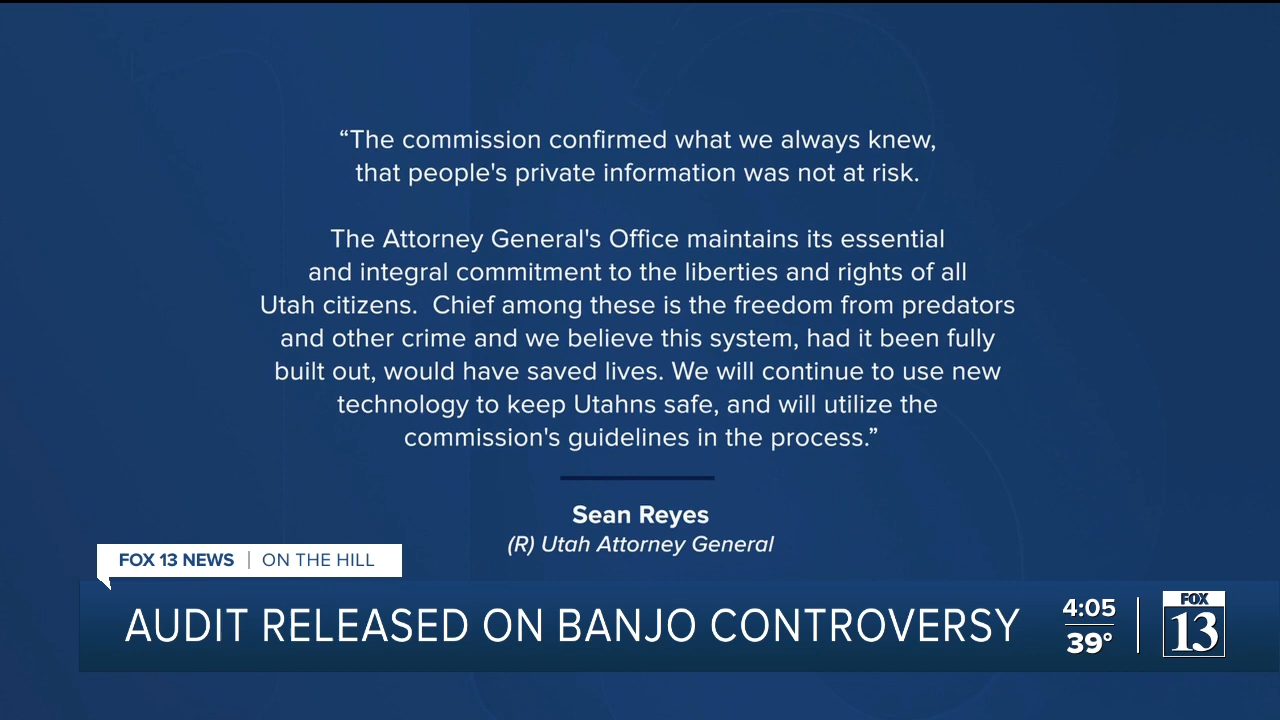 “The commission confirmed what we always knew,
that people's private information was not at risk.
The Attorney General's Office maintains its essential
and integral commitment to the liberties and rights of all
Utah citizens.  Chief among these is the freedom from predators
and other crime and we believe this system, had it been fully
built out, would have saved lives. We will continue to use new
technology to keep Utahns safe, and will utilize the
commission's guidelines in the process.”
Sean Reyes
(R) Utah Attorney General
FOX 13 NEWS | ON THE HILL
AUDIT RELEASED ON BANJO CONTROVERSY
4:05
39°
FOX
13